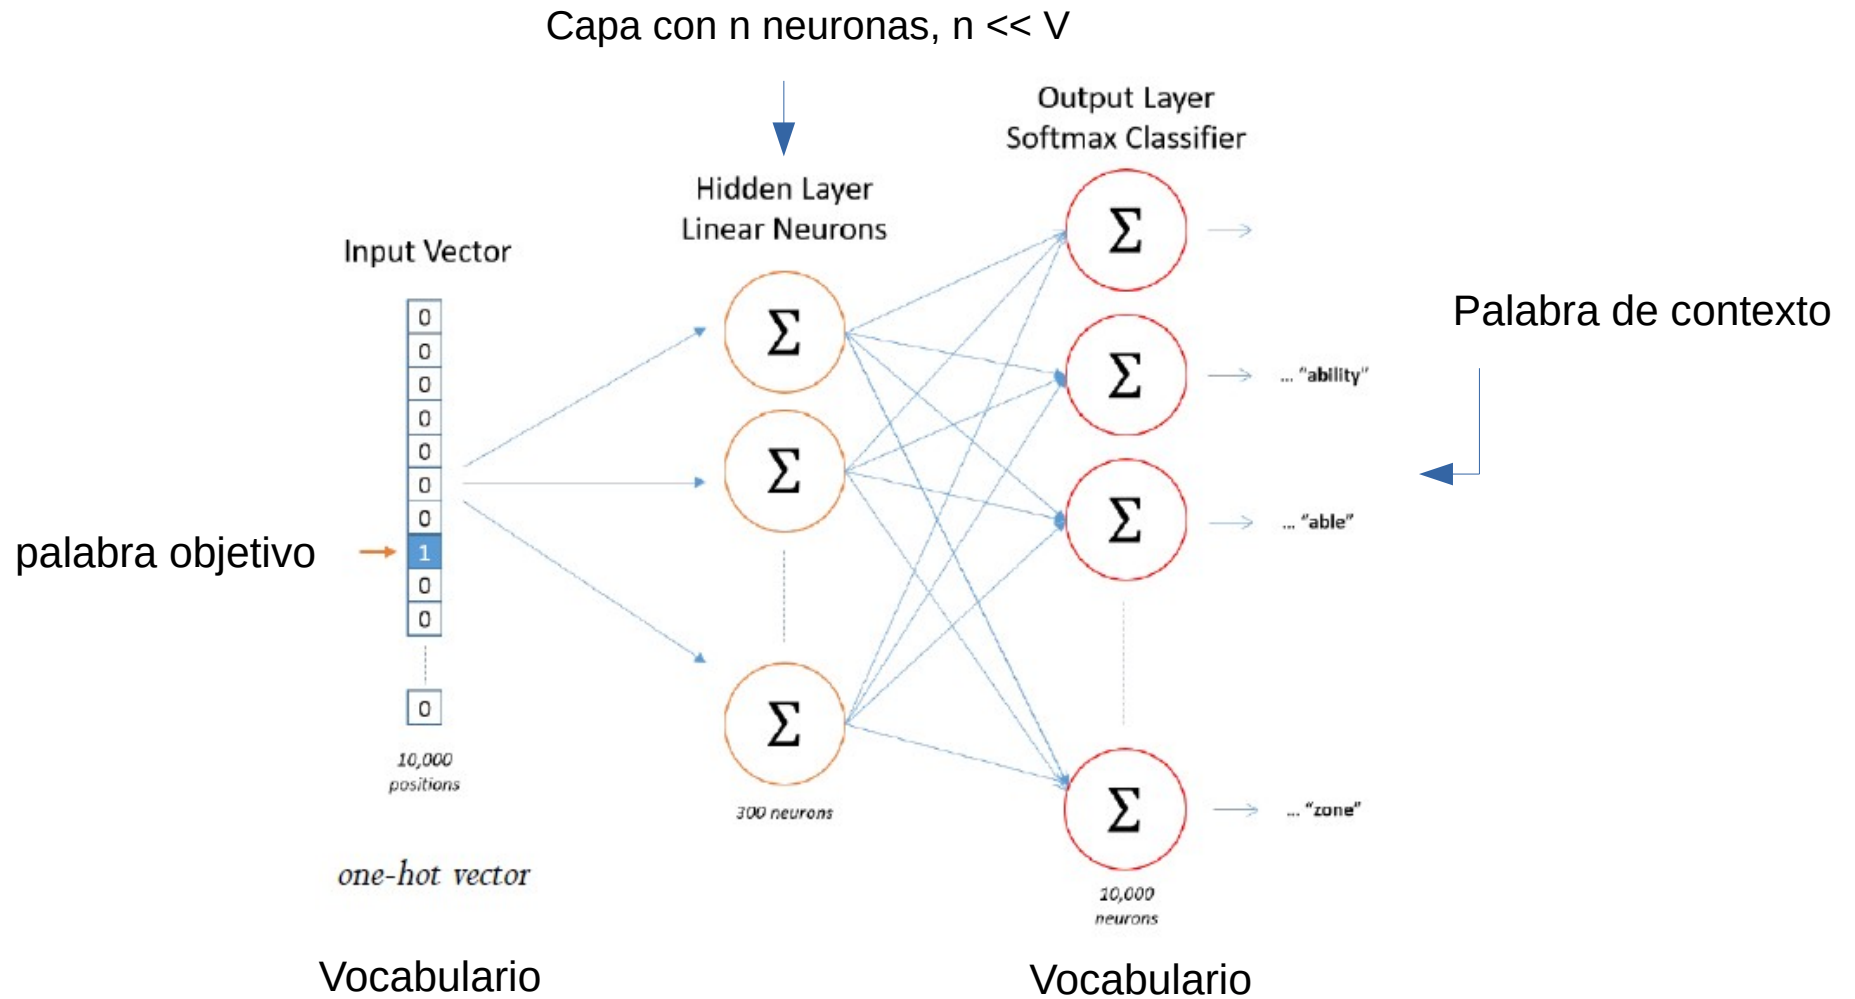 Capa con n neuronas, n << V
Output Layer
Softmax Classifier
Hidden Layer
Linear Neurons
Input Vector
Σ
Palabra de contexto
0
0
0
0
0
0
0
1
0
0
0
Σ
Σ
... “ability”
Σ
Σ
... “able”
palabra objetivo
Σ
Σ
... “zone”
10,000
positions
300 neurons
one-hot vector
10,000
neurons
Vocabulario
Vocabulario